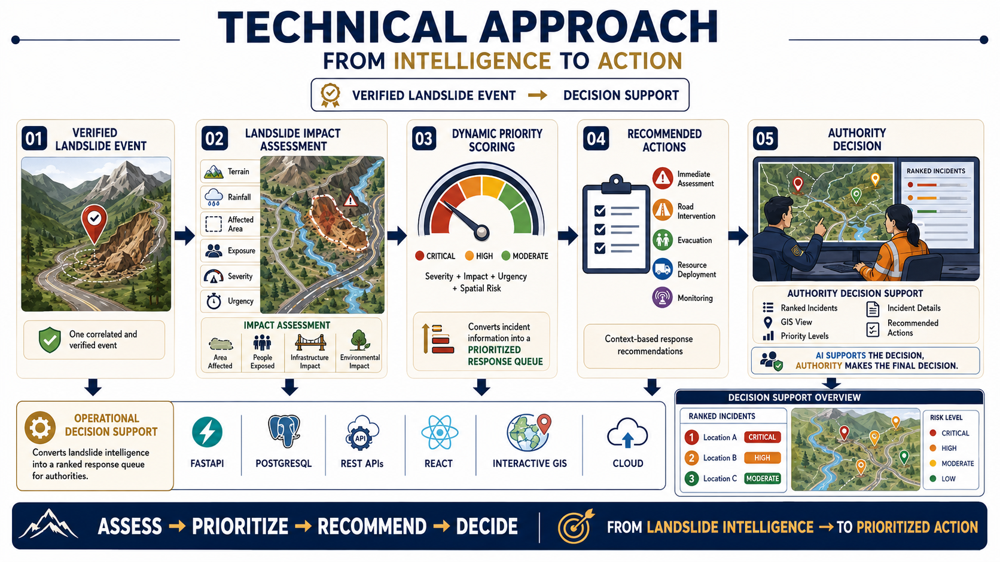 TECHNICAL APPROACH
FROM INTELLIGENCE TO ACTION
VERIFIED LANDSLIDE EVENT → DECISION SUPPORT
01
VERIFIED
LANDSLIDE EVENT
One correlated and
verified event
02
LANDSLIDE IMPACT
ASSESSMENT
Terrain
Rainfall
Affected
Area
Exposure
Severity
Urgency
IMPACT ASSESSMENT
Area
Affected
People
Exposed
Infrastructure
Impact
Environmental
Impact
03
DYNAMIC PRIORITY
SCORING
CRITICAL
HIGH
MODERATE
Severity + Impact + Urgency
+ Spatial Risk
Converts incident
information into a
PRIORITIZED
RESPONSE QUEUE
04
RECOMMENDED
ACTIONS
Immediate
Assessment
Road
Intervention
Evacuation
Resource
Deployment
Monitoring
Context-based response
recommendations
05
AUTHORITY
DECISION
RANKED INCIDENTS
AUTHORITY DECISION SUPPORT
Ranked Incidents
GIS View
Priority Levels
Incident Details
Recommended
Actions
AI SUPPORTS THE DECISION,
AUTHORITY MAKES THE FINAL DECISION.
OPERATIONAL
DECISION SUPPORT
Converts landslide intelligence
into a ranked response queue
for authorities.
FASTAPI
POSTGRESQL
API
REST APIs
REACT
INTERACTIVE GIS
CLOUD
DECISION SUPPORT OVERVIEW
RANKED INCIDENTS
1 Location A CRITICAL
2 Location B HIGH
3 Location C MODERATE
RISK LEVEL
CRITICAL
HIGH
MODERATE
LOW
ASSESS → PRIORITIZE → RECOMMEND → DECIDE
FROM LANDSLIDE INTELLIGENCE → TO PRIORITIZED ACTION